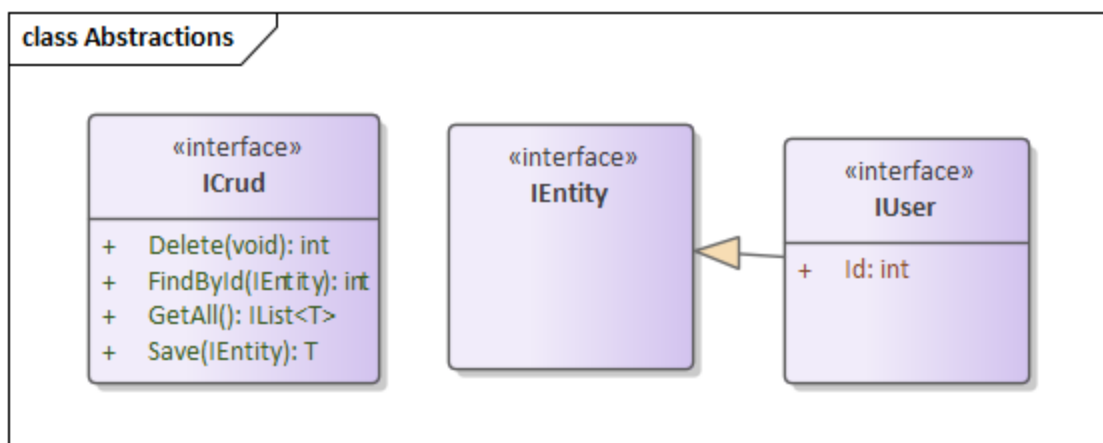 class Abstractions
«interface»
ICrud
+ Delete(void): int
+ FindById(IEntity): int
+ GetAll(): IList<T>
+ Save(IEntity): T
«interface»
IEntity
«interface»
IUser
+ Id: int